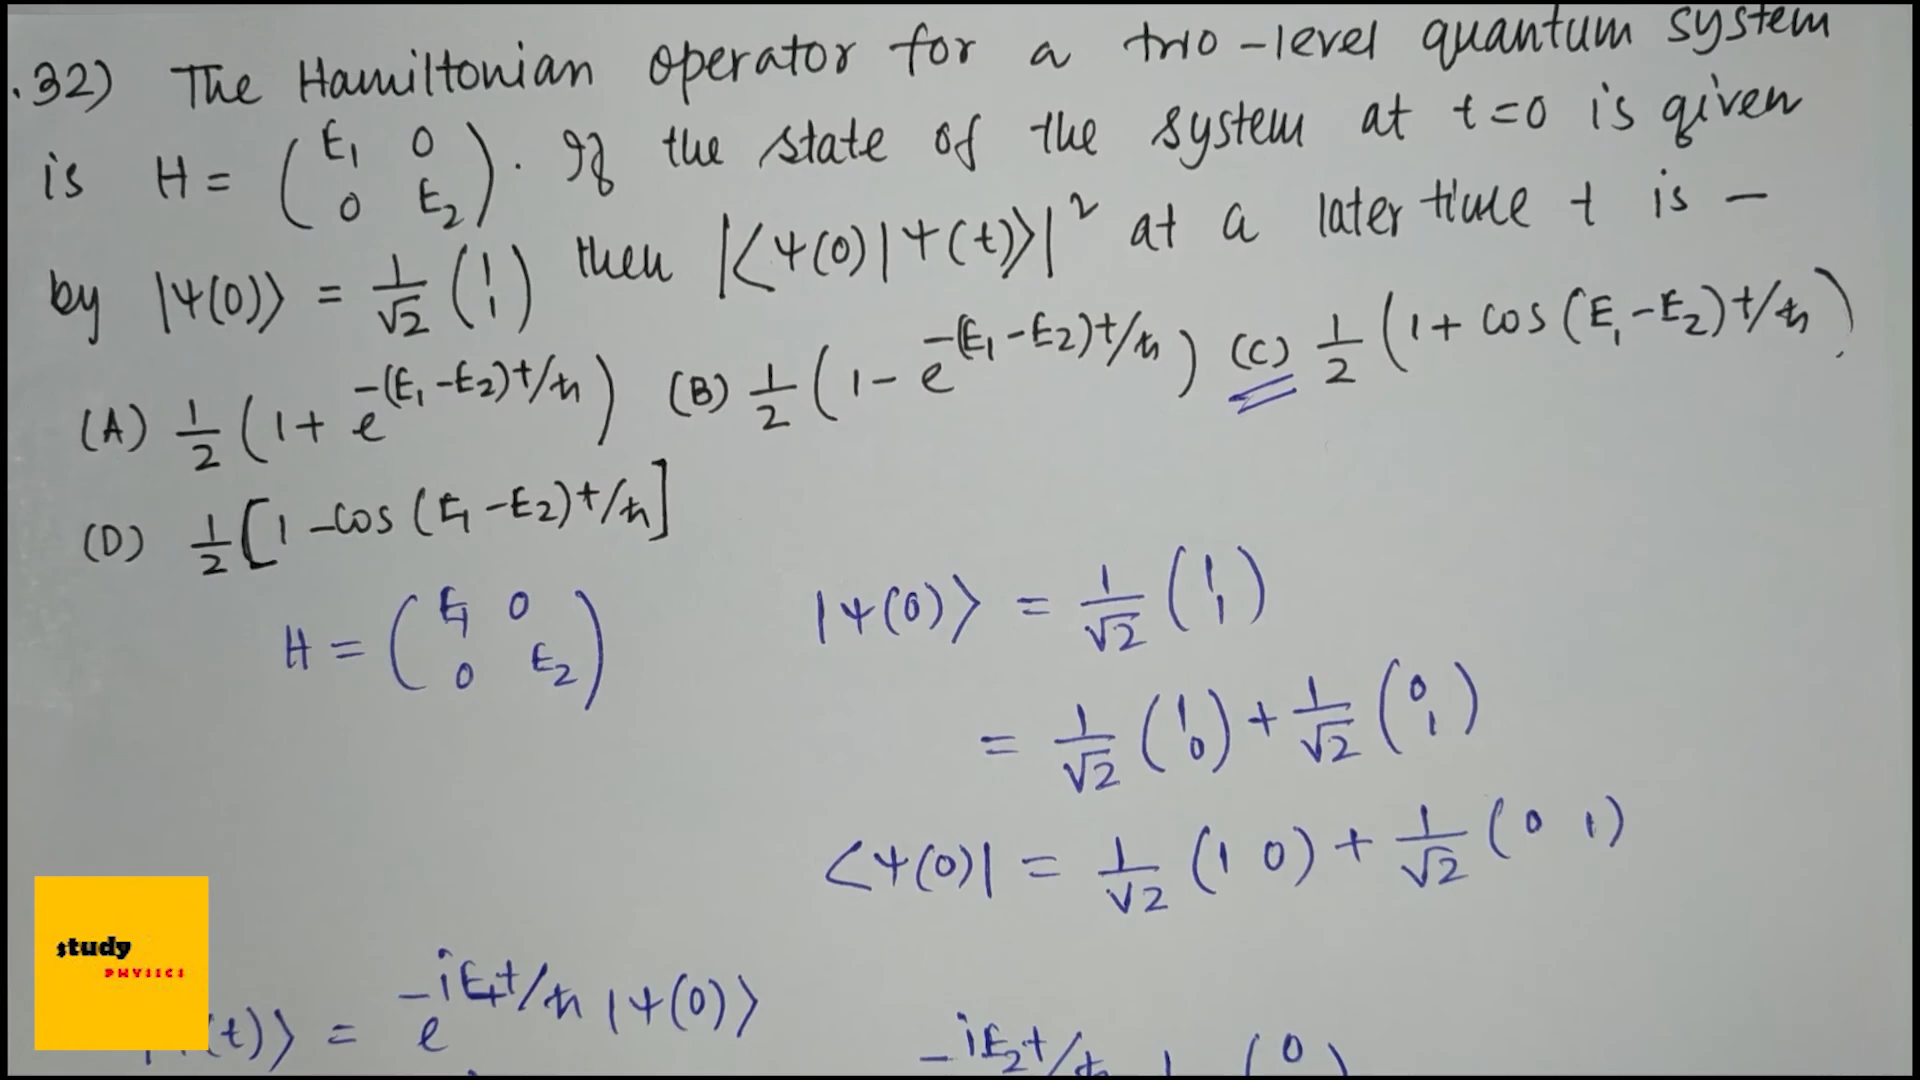 .32) The Hamiltonian operator for a two-level quantum system
is H = (E₁ 0 0 E₂). If the state of the system at t=0 is given
by |ψ(0)⟩ = 1/√2 (1 1) then |⟨ψ(0)|ψ(t)⟩|² at a later time t is –
(A) 1/2 (1 + e^-(E₁-E₂)t/ħ) (B) 1/2 (1 - e^-(E₁-E₂)t/ħ) (C) 1/2 (1 + cos (E₁-E₂)t/ħ)
(D) 1/2 [1 - cos (E₁-E₂)t/ħ]
H = (E₁ 0 0 E₂) |ψ(0)⟩ = 1/√2 (1 1)
= 1/√2 (1 0) + 1/√2 (0 1)
⟨ψ(0)| = 1/√2 (1 0) + 1/√2 (0 1)
study
PHYSICS
(t)⟩ = e^-iEt/ħ |ψ(0)⟩
-iE₂t/ħ